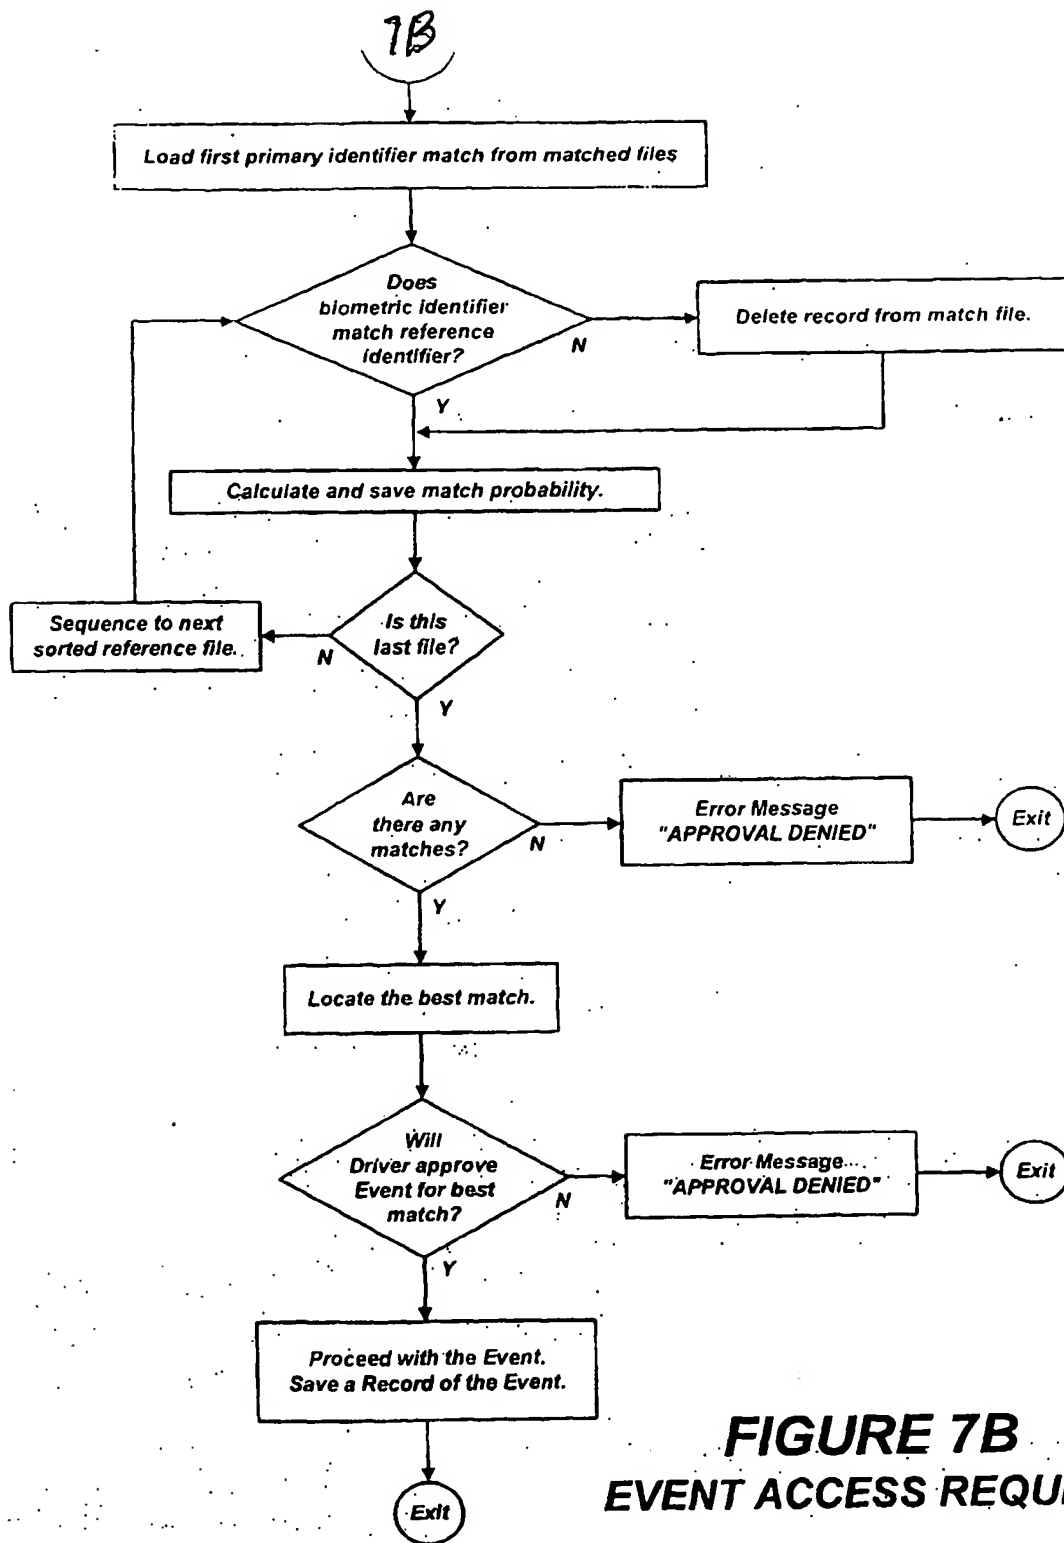 7B
Load first primary identifier match from matched files
Does
biometric identifier
match reference
identifier?
N
Delete record from match file.
Y
Calculate and save match probability.
Is this
last file?
N
Sequence to next
sorted reference file.
Y
Are
there any
matches?
N
Error Message
"APPROVAL DENIED"
Exit
Y
Locate the best match.
Will
Driver approve
Event for best
match?
N
Error Message
"APPROVAL DENIED"
Exit
Y
Proceed with the Event.
Save a Record of the Event.
Exit
FIGURE 7B
EVENT ACCESS REQU